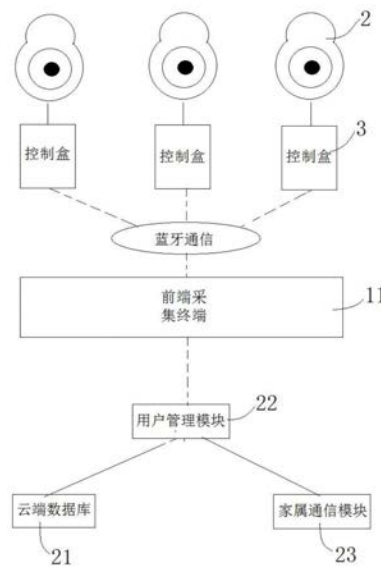 2
控制盒
控制盒
控制盒
3
蓝牙通信
前端采
集终端
11
用户管理模块
22
云端数据库
家属通信模块
21
23